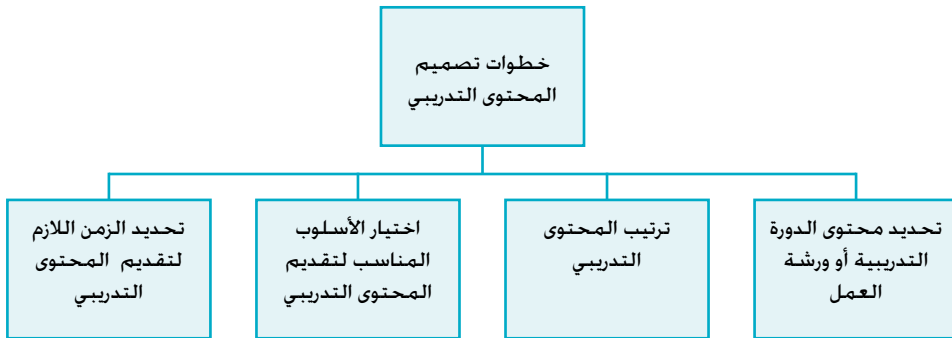 خطوات تصميم
المحتوى التدريبي
تحديد محتوى الدورة
التدريبية أو ورشة
العمل
ترتيب المحتوى
التدريبي
اختيار الأسلوب
المناسب لتقديم
المحتوى التدريبي
تحديد الزمن اللازم
لتقديم المحتوى
التدريبي